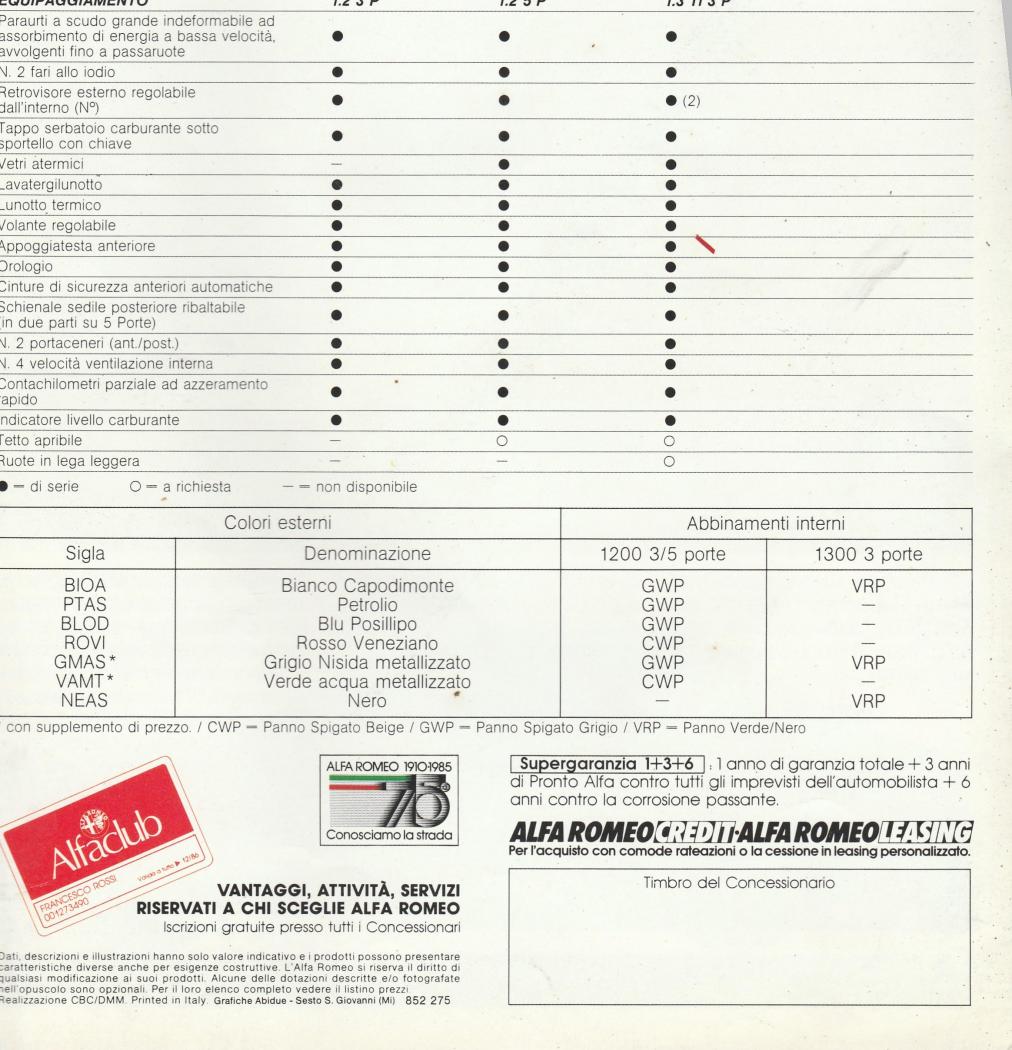 EQUIPAGGIAMENTO 1.2 3 P 1.2 5 P 1.3 TI 3 P
Paraurti a scudo grande indeformabile ad
assorbimento di energia a bassa velocità,
avvolgenti fino a passaruote ● ● ●
N. 2 fari allo iodio ● ● ●
Retrovisore esterno regolabile
dall'interno (N°) ● ● ● (2)
Tappo serbatoio carburante sotto
sportello con chiave ● ● ●
Vetri atermici — ● ●
Lavatergilunotto ● ● ●
Lunotto termico ● ● ●
Volante regolabile ● ● ●
Appoggiatesta anteriore ● ● ●
Orologio ● ● ●
Cinture di sicurezza anteriori automatiche ● ● ●
Schienale sedile posteriore ribaltabile
(in due parti su 5 Porte) ● ● ●
N. 2 portaceneri (ant./post.) ● ● ●
N. 4 velocità ventilazione interna ● ● ●
Contachilometri parziale ad azzeramento
rapido ● ● ●
Indicatore livello carburante ● ● ●
Tetto apribile — ○ ○
Ruote in lega leggera — — ○
● = di serie ○ = a richiesta — = non disponibile
Colori esterni Abbinamenti interni
Sigla Denominazione 1200 3/5 porte 1300 3 porte
BIOA Bianco Capodimonte GWP VRP
PTAS Petrolio GWP —
BLOD Blu Posillipo GWP —
ROVI Rosso Veneziano CWP —
GMAS* Grigio Nisida metallizzato GWP VRP
VAMT* Verde acqua metallizzato CWP —
NEAS Nero — VRP
* con supplemento di prezzo. / CWP = Panno Spigato Beige / GWP = Panno Spigato Grigio / VRP = Panno Verde/Nero
ALFA ROMEO
Alfaclub
Valida a tutto ▶ 12/86
FRANCESCO ROSSI
001273490
ALFA ROMEO 1910-1985
75°
Conosciamo la strada
VANTAGGI, ATTIVITÀ, SERVIZI
RISERVATI A CHI SCEGLIE ALFA ROMEO
Iscrizioni gratuite presso tutti i Concessionari
Dati, descrizioni e illustrazioni hanno solo valore indicativo e i prodotti possono presentare
caratteristiche diverse anche per esigenze costruttive. L'Alfa Romeo si riserva il diritto di
qualsiasi modificazione ai suoi prodotti. Alcune delle dotazioni descritte e/o fotografate
nell'opuscolo sono opzionali. Per il loro elenco completo vedere il listino prezzi.
Realizzazione CBC/DMM. Printed in Italy. Grafiche Abidue - Sesto S. Giovanni (Mi) 852 275
Supergaranzia 1+3+6 : 1 anno di garanzia totale + 3 anni
di Pronto Alfa contro tutti gli imprevisti dell'automobilista + 6
anni contro la corrosione passante.
ALFA ROMEO CREDIT·ALFA ROMEO LEASING
Per l'acquisto con comode rateazioni o la cessione in leasing personalizzato.
Timbro del Concessionario